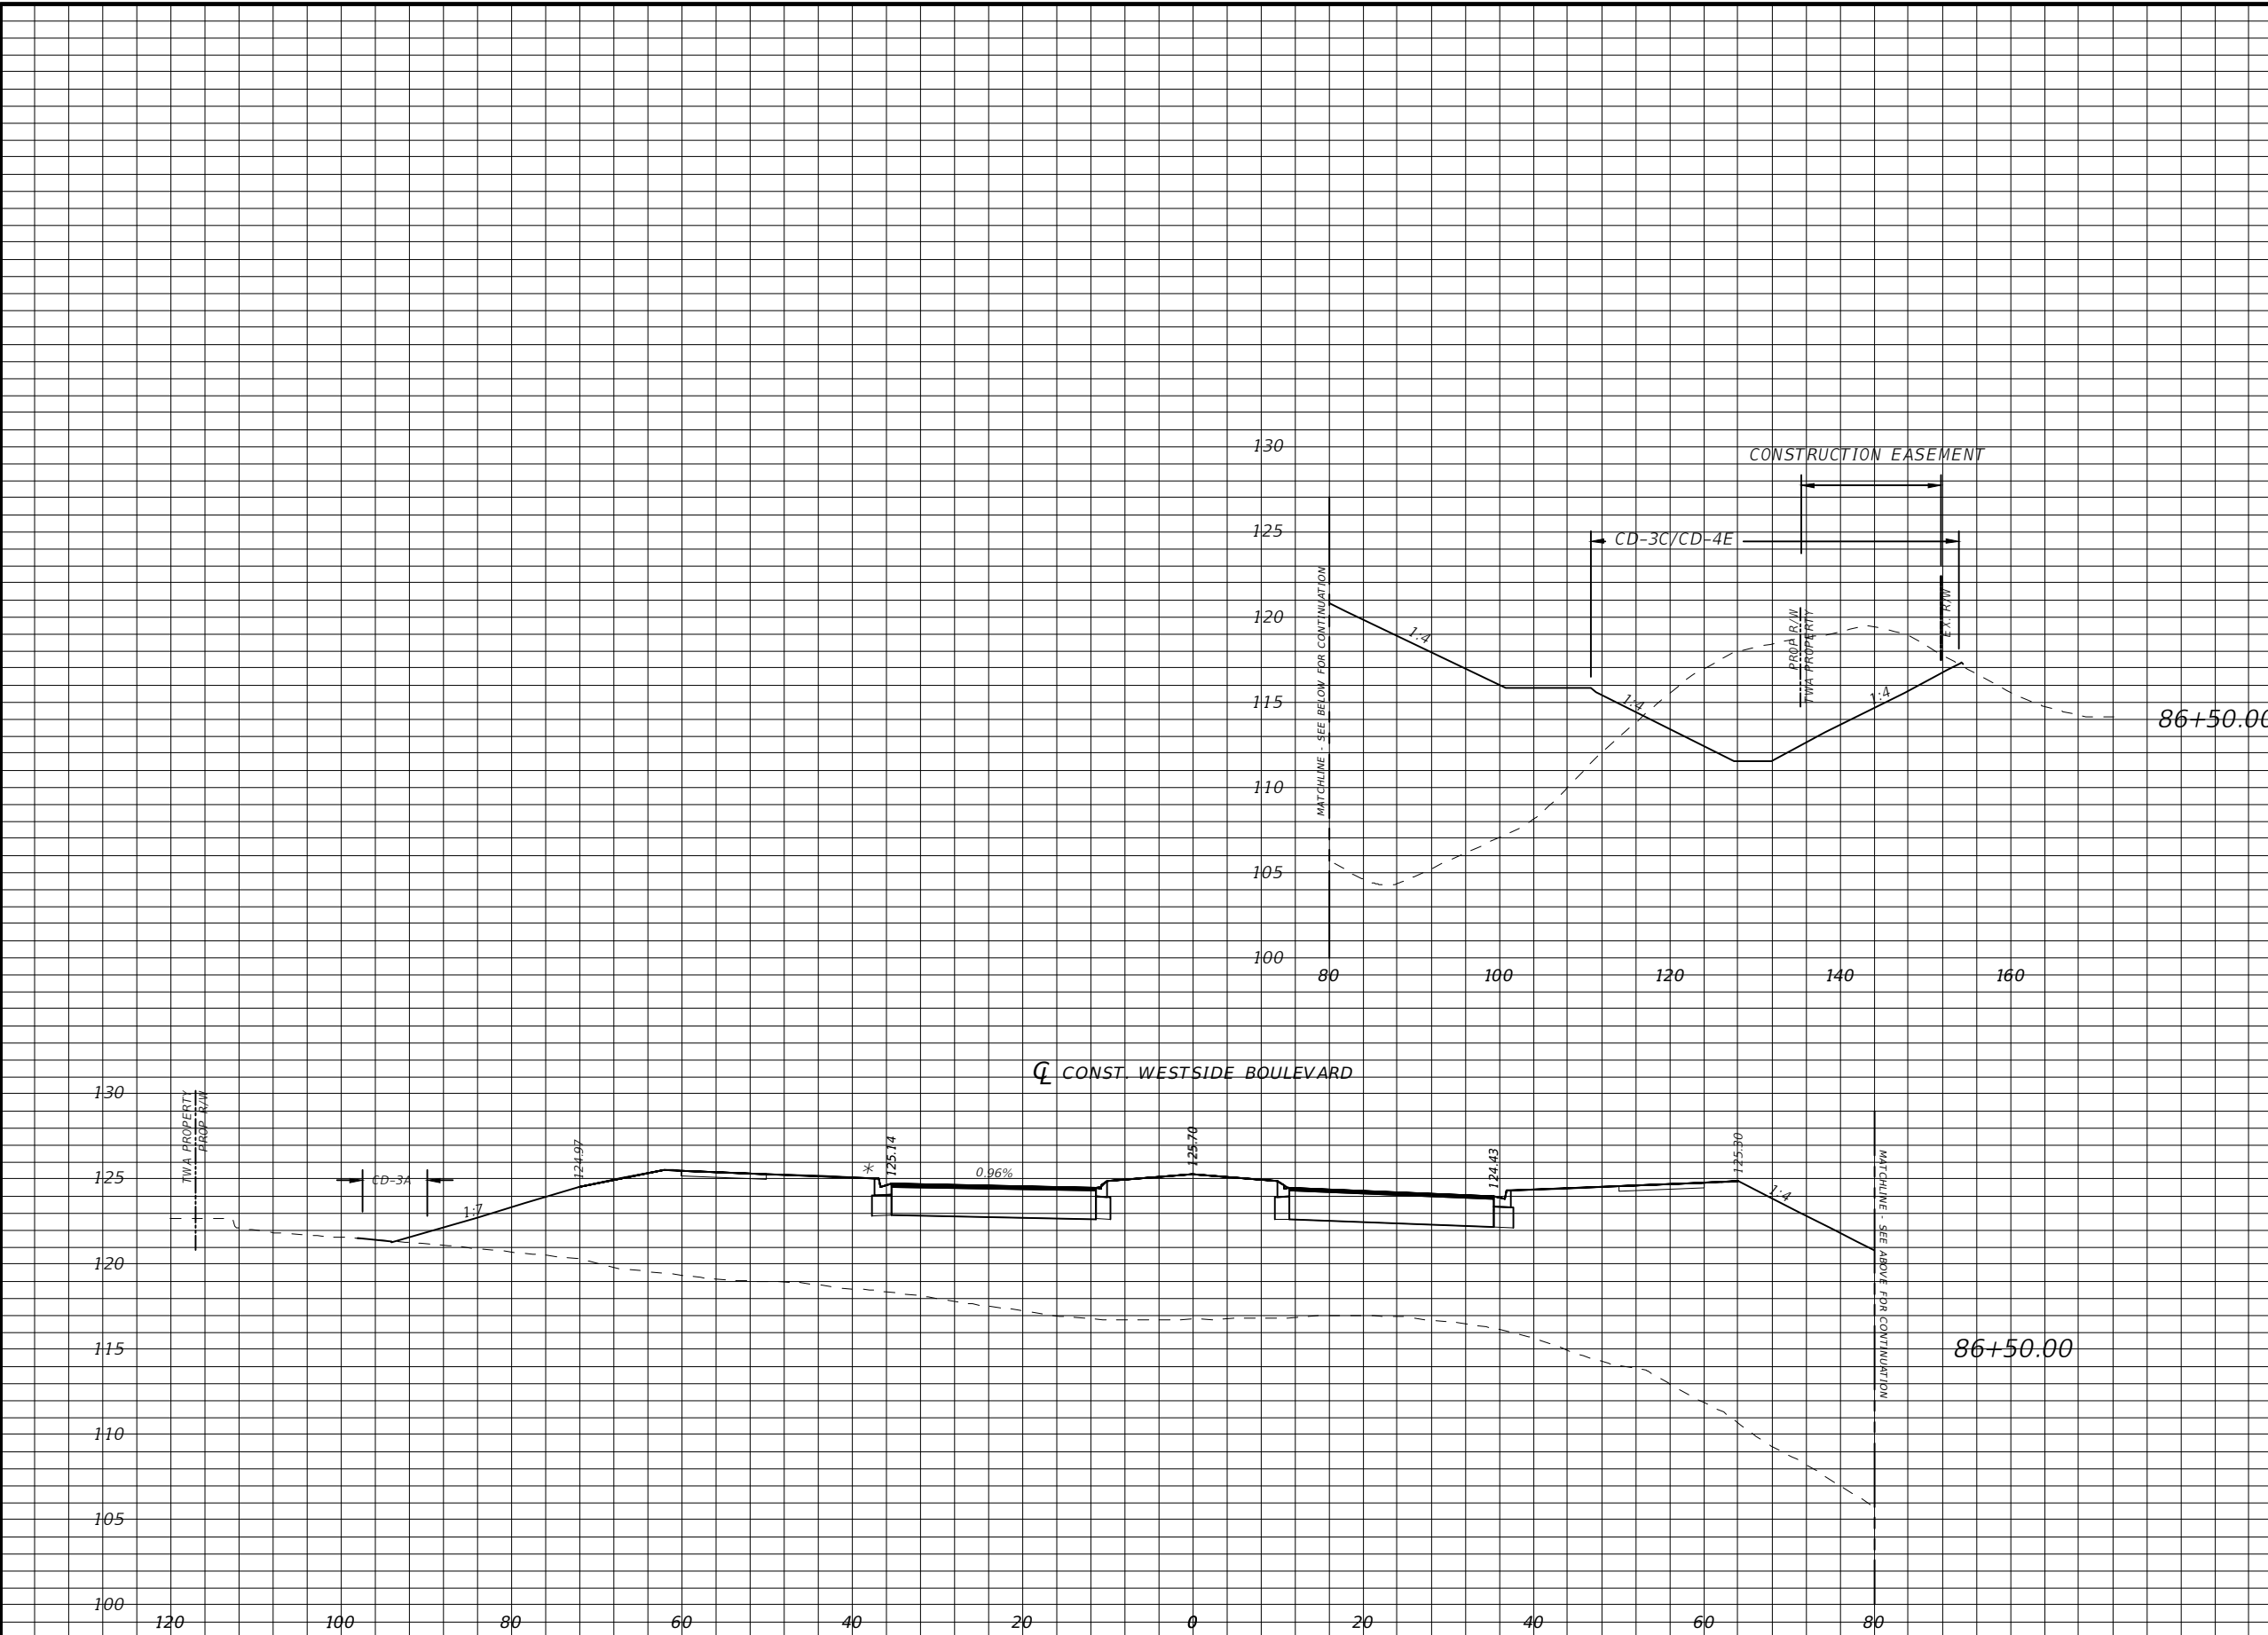 130
CONSTRUCTION EASEMENT
125
CD-3C/CD-4E
120
1:4
MATCHLINE - SEE BELOW FOR CONTINUATION
PROP R/W
TWA PROPERTY
EX. R/W
115
1:4
1:4
86+50.00
110
105
100
80 100 120 140 160
CL CONST. WESTSIDE BOULEVARD
130
TWA PROPERTY
PROP R/W
125
CD-3A
1:7
124.97
*
125.14
0.96%
125.70
124.43
125.30
1:4
MATCHLINE - SEE ABOVE FOR CONTINUATION
120
115
86+50.00
110
105
100
120 100 80 60 40 20 0 20 40 60 80